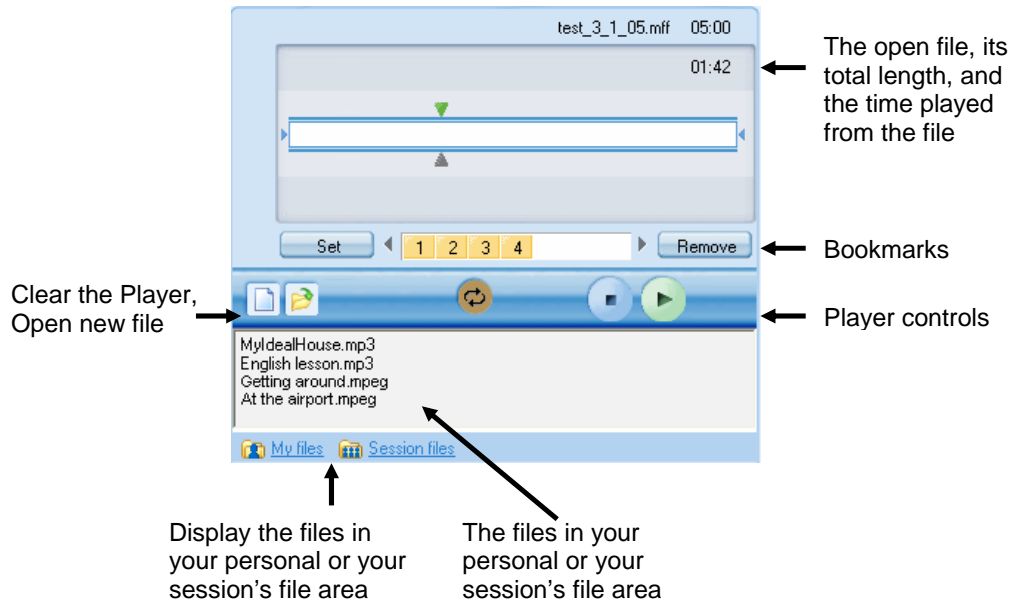 test_3_1_05.mff 05:00
01:42
The open file, its
total length, and
the time played
from the file
Set
1 2 3 4
Remove
Bookmarks
Clear the Player,
Open new file
Player controls
MyIdealHouse.mp3
English lesson.mp3
Getting around.mpeg
At the airport.mpeg
My files
Session files
Display the files in
your personal or your
session’s file area
The files in your
personal or your
session’s file area